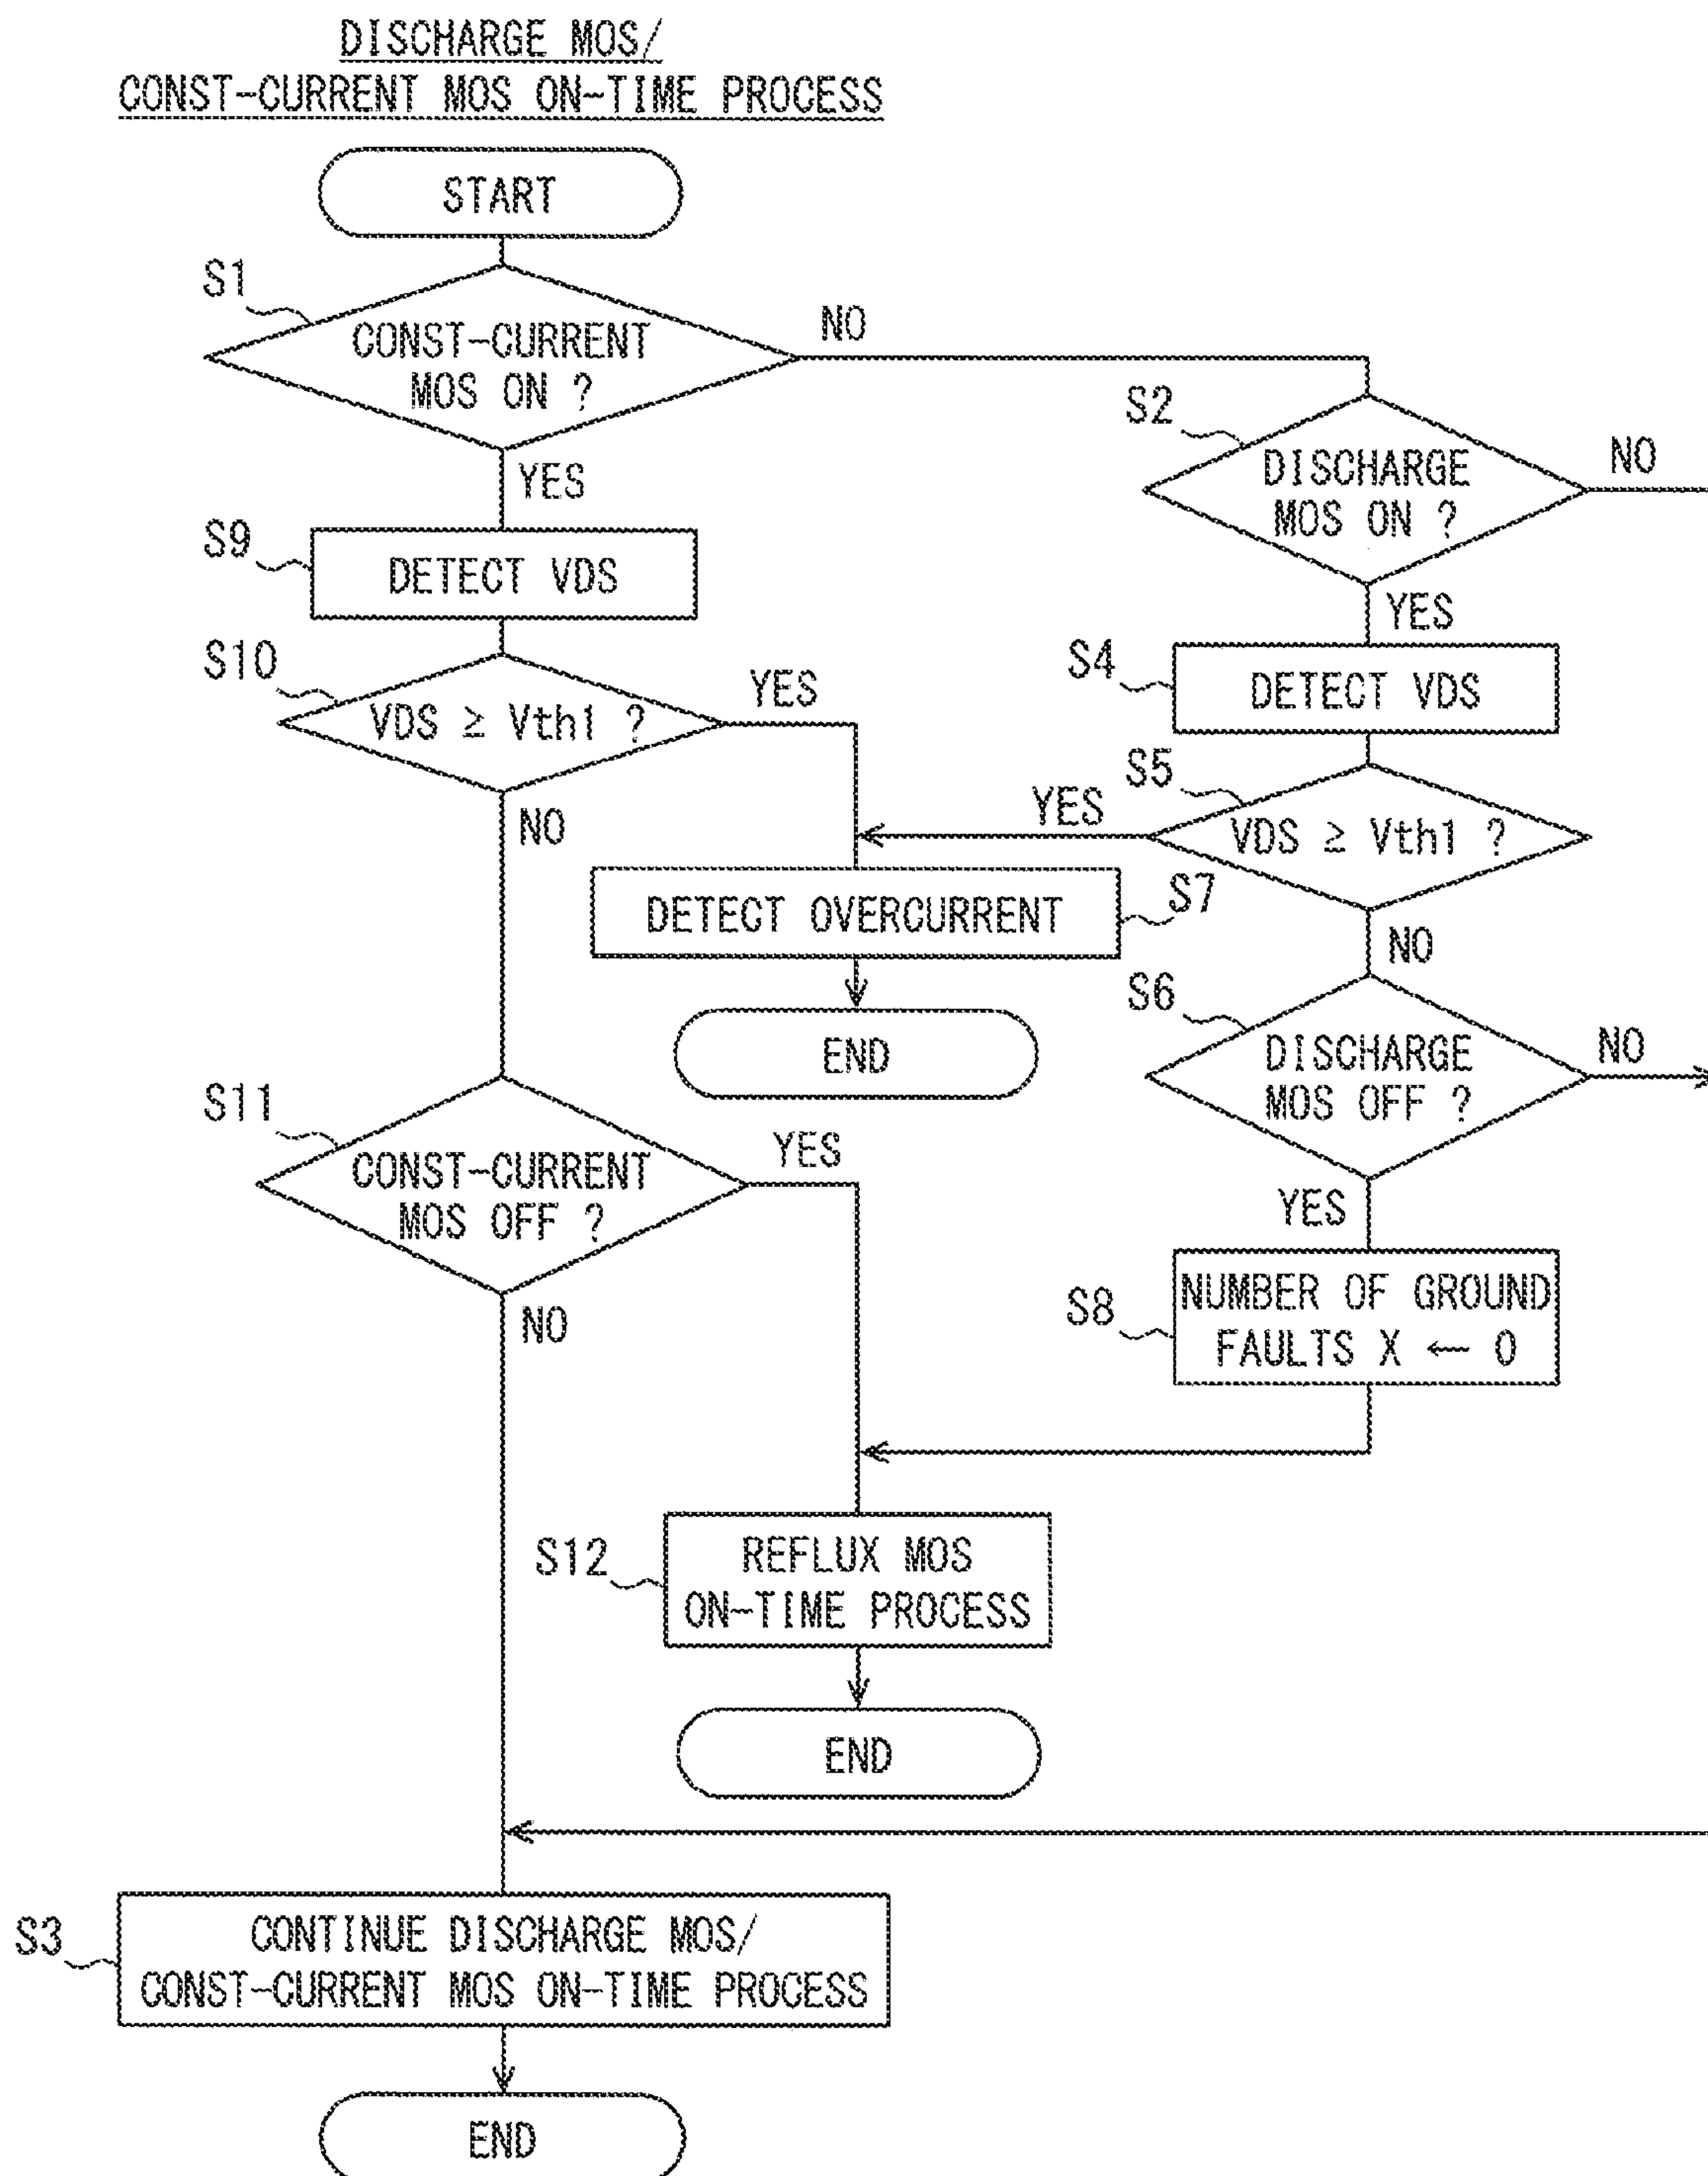 DISCHARGE MOS/
CONST-CURRENT MOS ON-TIME PROCESS
START
S1
CONST-CURRENT
MOS ON ?
NO
YES
S2
DISCHARGE
MOS ON ?
NO
YES
S9
DETECT VDS
S4
DETECT VDS
S10
VDS ≥ Vth1 ?
YES
NO
S5
VDS ≥ Vth1 ?
YES
NO
S7
DETECT OVERCURRENT
END
S6
DISCHARGE
MOS OFF ?
NO
YES
S11
CONST-CURRENT
MOS OFF ?
YES
NO
S8
NUMBER OF GROUND
FAULTS X ← 0
S12
REFLUX MOS
ON-TIME PROCESS
END
S3
CONTINUE DISCHARGE MOS/
CONST-CURRENT MOS ON-TIME PROCESS
END